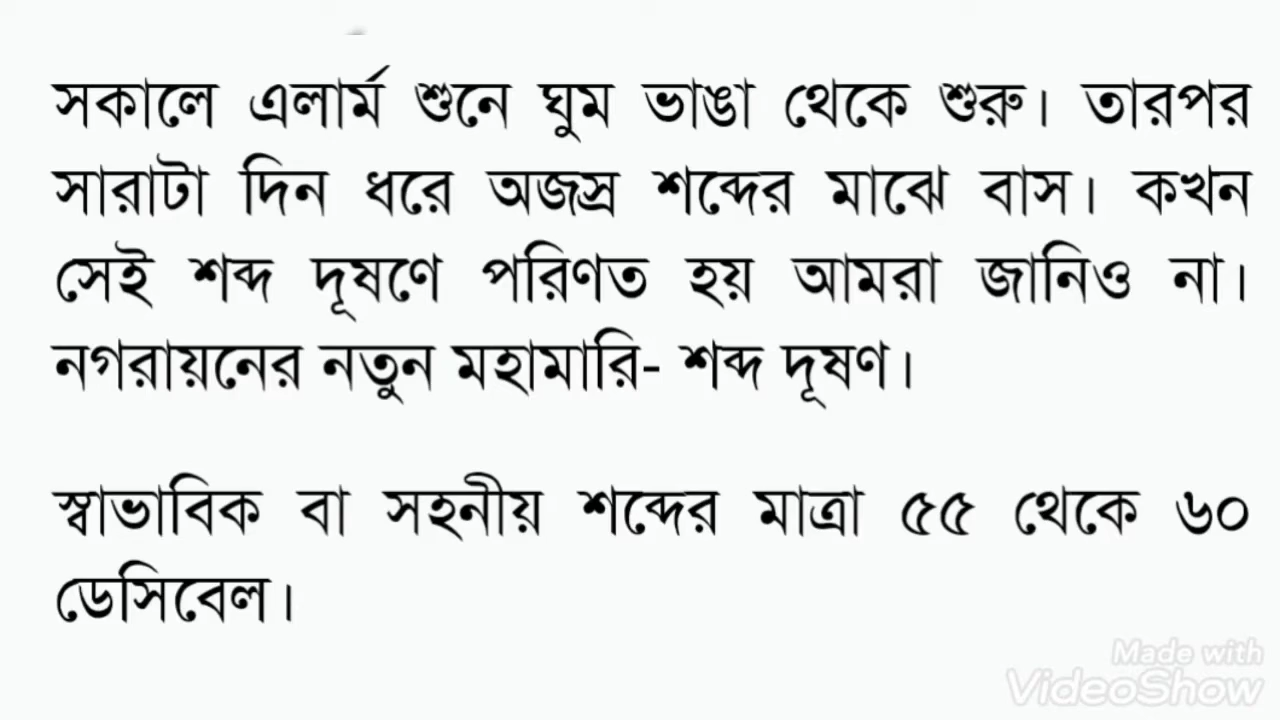 সকালে এলার্ম শুনে ঘুম ভাঙা থেকে শুরু। তারপর
সারাটা দিন ধরে অজস্র শব্দের মাঝে বাস। কখন
সেই শব্দ দূষণে পরিণত হয় আমরা জানিও না।
নগরায়নের নতুন মহামারি- শব্দ দূষণ।
স্বাভাবিক বা সহনীয় শব্দের মাত্রা ৫৫ থেকে ৬০
ডেসিবেল।
Made with
VideoShow